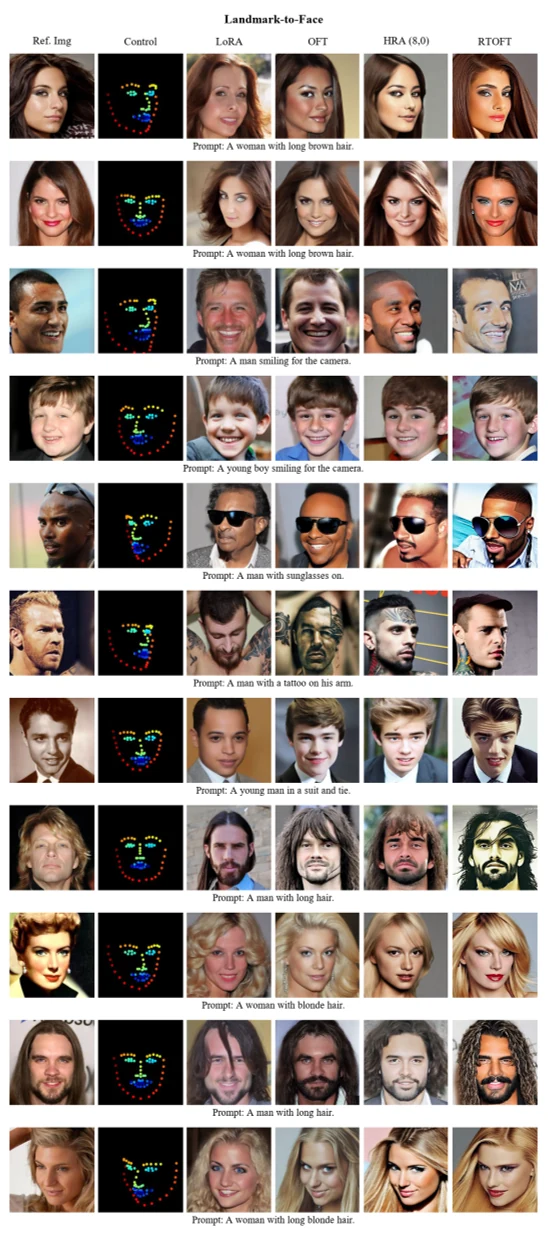 Landmark-to-Face
Ref. Img Control LoRA OFT HRA (8,0) RTOFT
Prompt: A woman with long brown hair.
Prompt: A woman with long brown hair.
Prompt: A man smiling for the camera.
Prompt: A young boy smiling for the camera.
Prompt: A man with sunglasses on.
Prompt: A man with a tattoo on his arm.
Prompt: A young man in a suit and tie.
Prompt: A man with long hair.
Prompt: A woman with blonde hair.
Prompt: A man with long hair.
Prompt: A woman with long blonde hair.